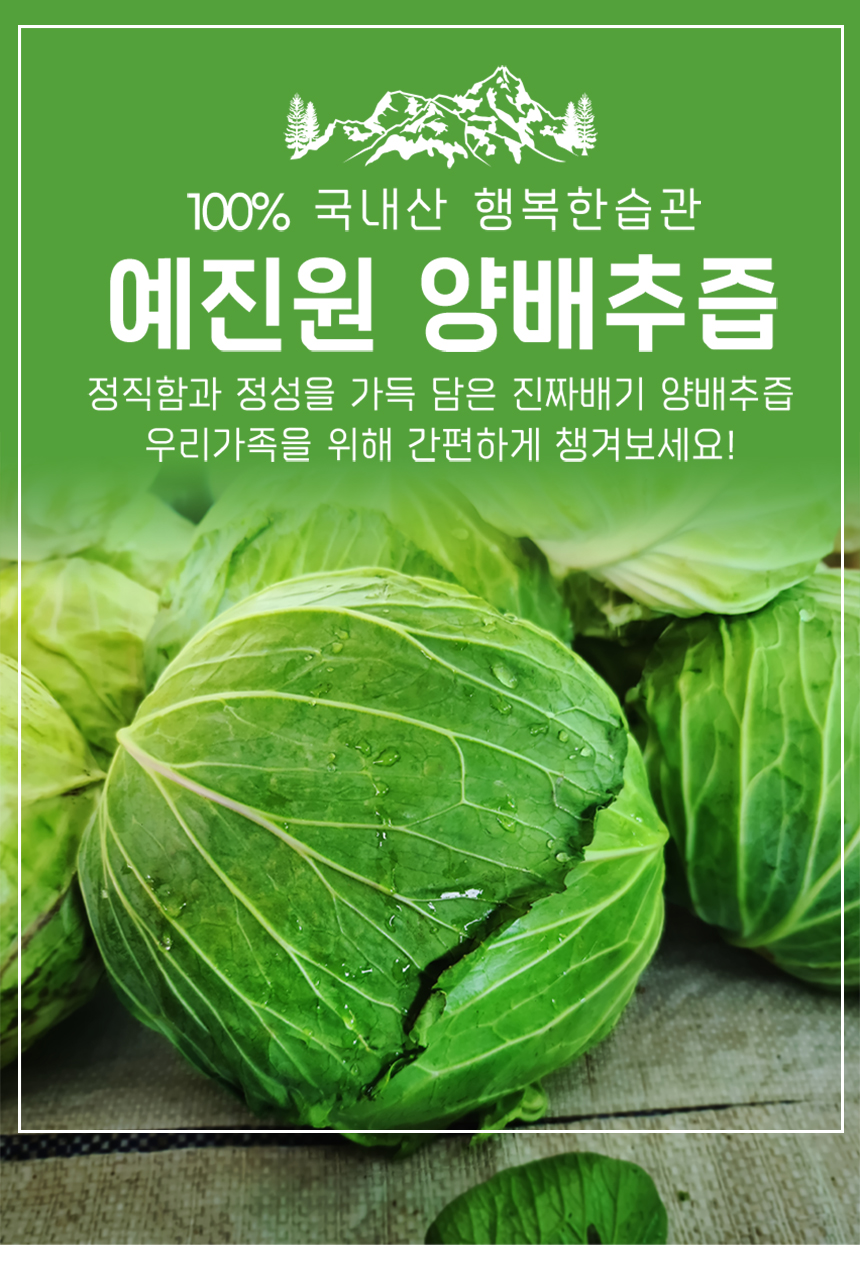 100% 국내산 행복한습관
예진원 양배추즙
정직함과 정성을 가득 담은 진짜배기 양배추즙
우리가족을 위해 간편하게 챙겨보세요!